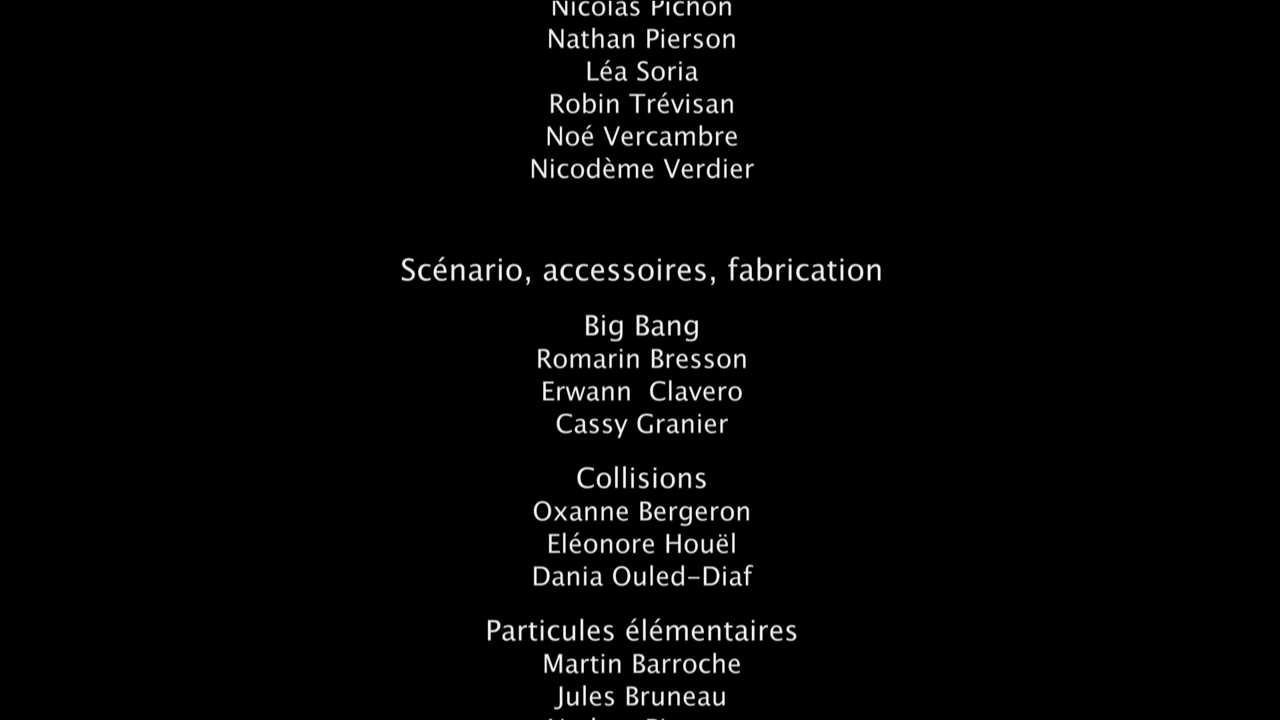 Nicolas Pichon
Nathan Pierson
Léa Soria
Robin Trévisan
Noé Vercambre
Nicodème Verdier
Scénario, accessoires, fabrication
Big Bang
Romarin Bresson
Erwann  Clavero
Cassy Granier
Collisions
Oxanne Bergeron
Eléonore Houël
Dania Ouled-Diaf
Particules élémentaires
Martin Barroche
Jules Bruneau